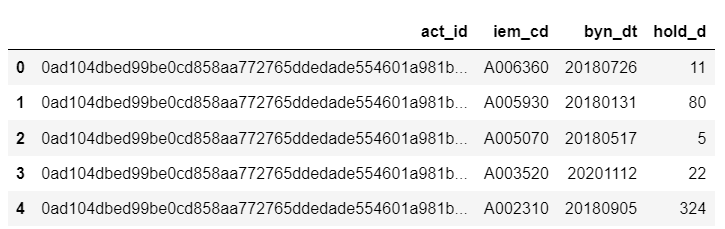 act_id iem_cd byn_dt hold_d
0 0ad104dbed99be0cd858aa772765ddedade554601a981b... A006360 20180726 11
1 0ad104dbed99be0cd858aa772765ddedade554601a981b... A005930 20180131 80
2 0ad104dbed99be0cd858aa772765ddedade554601a981b... A005070 20180517 5
3 0ad104dbed99be0cd858aa772765ddedade554601a981b... A003520 20201112 22
4 0ad104dbed99be0cd858aa772765ddedade554601a981b... A002310 20180905 324